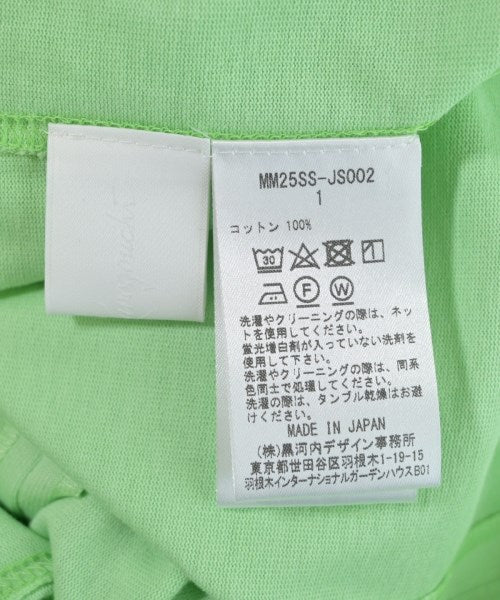 MM25SS-JS002
1
コットン 100%
30
F
W
洗濯やクリーニングの際は、ネッ
トを使用してください。
蛍光増白剤が入っていない洗剤を
使用して下さい。
洗濯やクリーニングの際は、同系
色同士で処理してください。
洗濯の際は、タンブル乾燥はお避
けください。
MADE IN JAPAN
(株)黒河内デザイン事務所
東京都世田谷区羽根木1-19-15
羽根木インターナショナルガーデンハウスB01